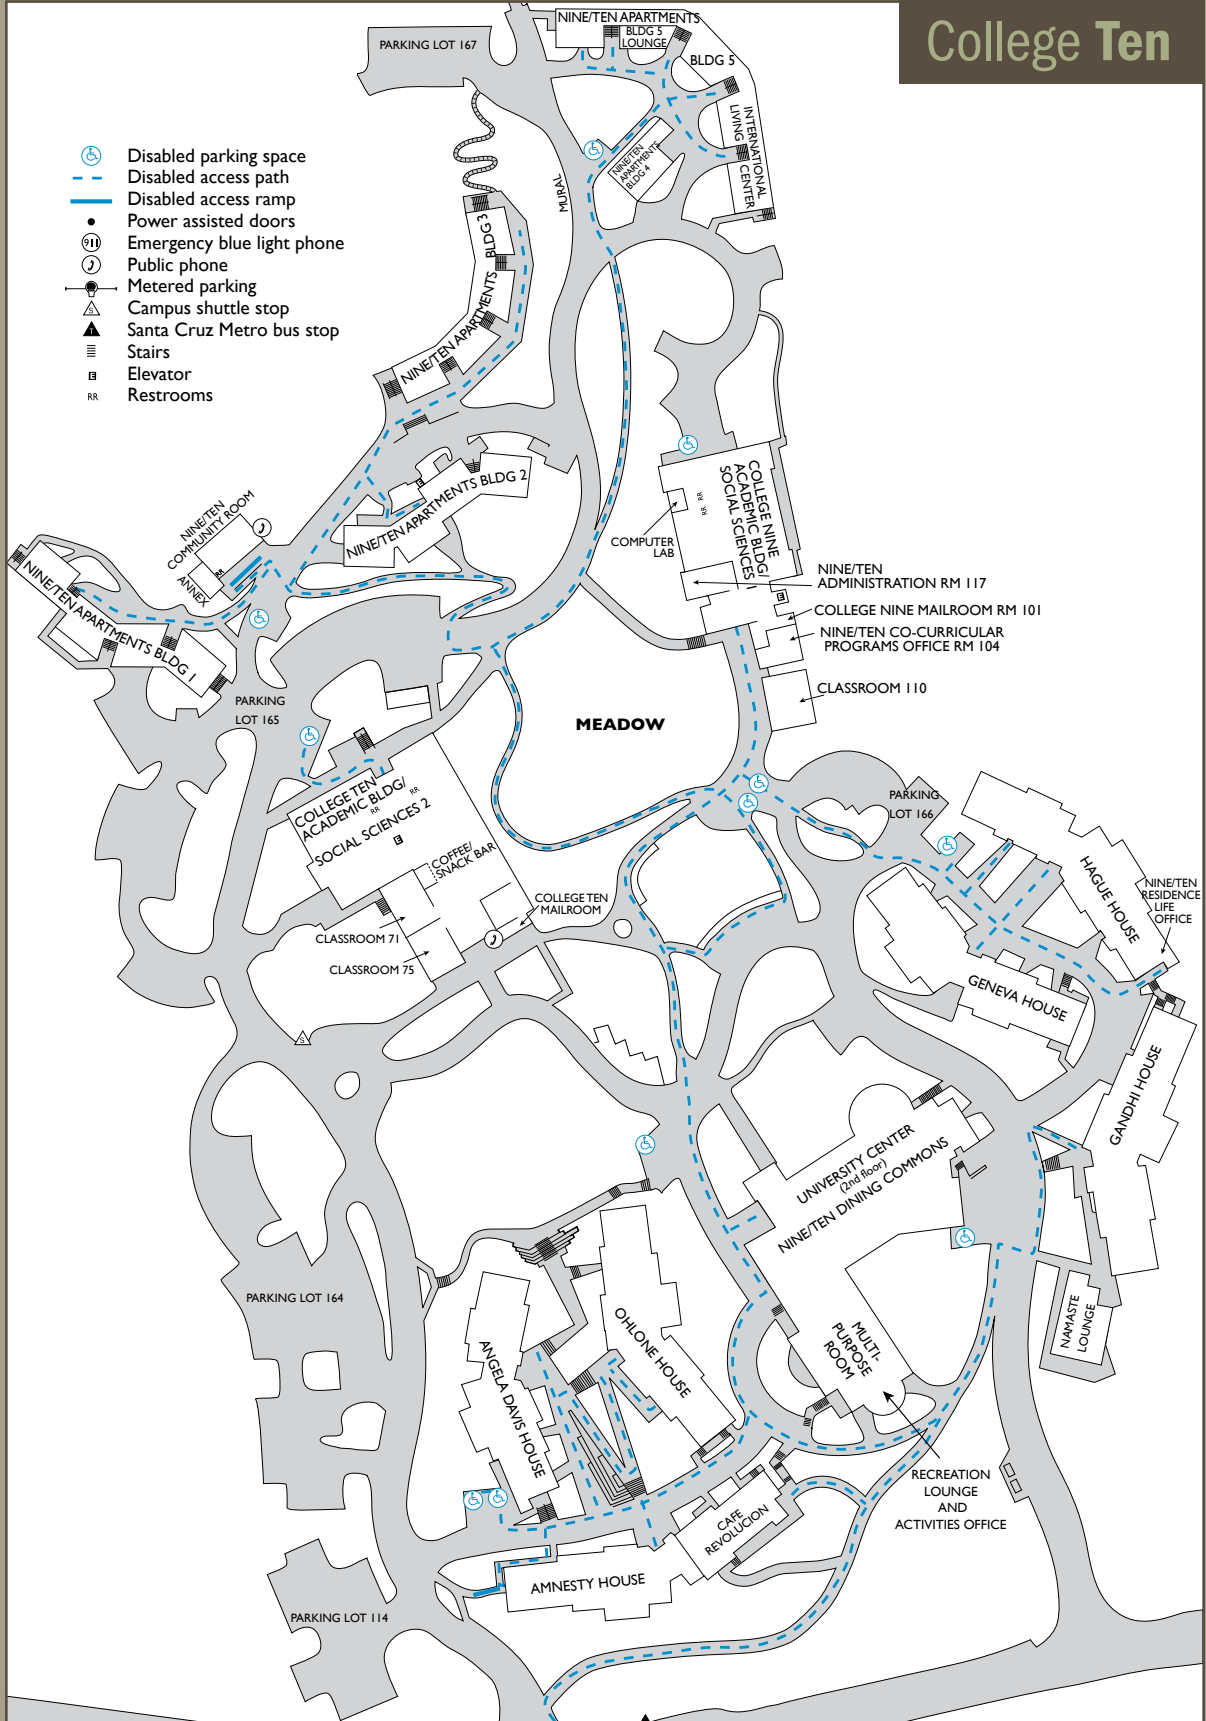 College Ten
NINE/TEN APARTMENTS
BLDG 5
LOUNGE
BLDG 5
PARKING LOT 167
INTERNATIONAL
LIVING
CENTER
NINE/TEN
APARTMENTS
BLDG 4
MURAL
Disabled parking space
Disabled access path
Disabled access ramp
Power assisted doors
911
Emergency blue light phone
Public phone
Metered parking
S
Campus shuttle stop
T
Santa Cruz Metro bus stop
Stairs
E
Elevator
RR
Restrooms
NINE/TEN APARTMENTS BLDG 3
NINE/TEN APARTMENTS BLDG 2
E
NINE/TEN
COMMUNITY ROOM
RR
ANNEX
NINE/TEN APARTMENTS BLDG 1
COLLEGE NINE
ACADEMIC BLDG/
SOCIAL SCIENCES 1
RR RR
COMPUTER
LAB
E
NINE/TEN
ADMINISTRATION RM 117
COLLEGE NINE MAILROOM RM 101
NINE/TEN CO-CURRICULAR
PROGRAMS OFFICE RM 104
CLASSROOM 110
PARKING
LOT 165
MEADOW
PARKING
LOT 166
COLLEGE TEN
ACADEMIC BLDG/
RR RR
SOCIAL SCIENCES 2
E
COFFEE/
SNACK BAR
COLLEGE TEN
MAILROOM
CLASSROOM 71
CLASSROOM 75
S
HAGUE HOUSE
NINE/TEN
RESIDENCE
LIFE
OFFICE
GENEVA HOUSE
GANDHI HOUSE
UNIVERSITY CENTER
(2nd floor)
NINE/TEN DINING COMMONS
MULTI-
PURPOSE
ROOM
NAMASTE
LOUNGE
PARKING LOT 164
OHLONE HOUSE
ANGELA DAVIS HOUSE
RECREATION
LOUNGE
AND
ACTIVITIES OFFICE
CAFE
REVOLUCION
AMNESTY HOUSE
PARKING LOT 114